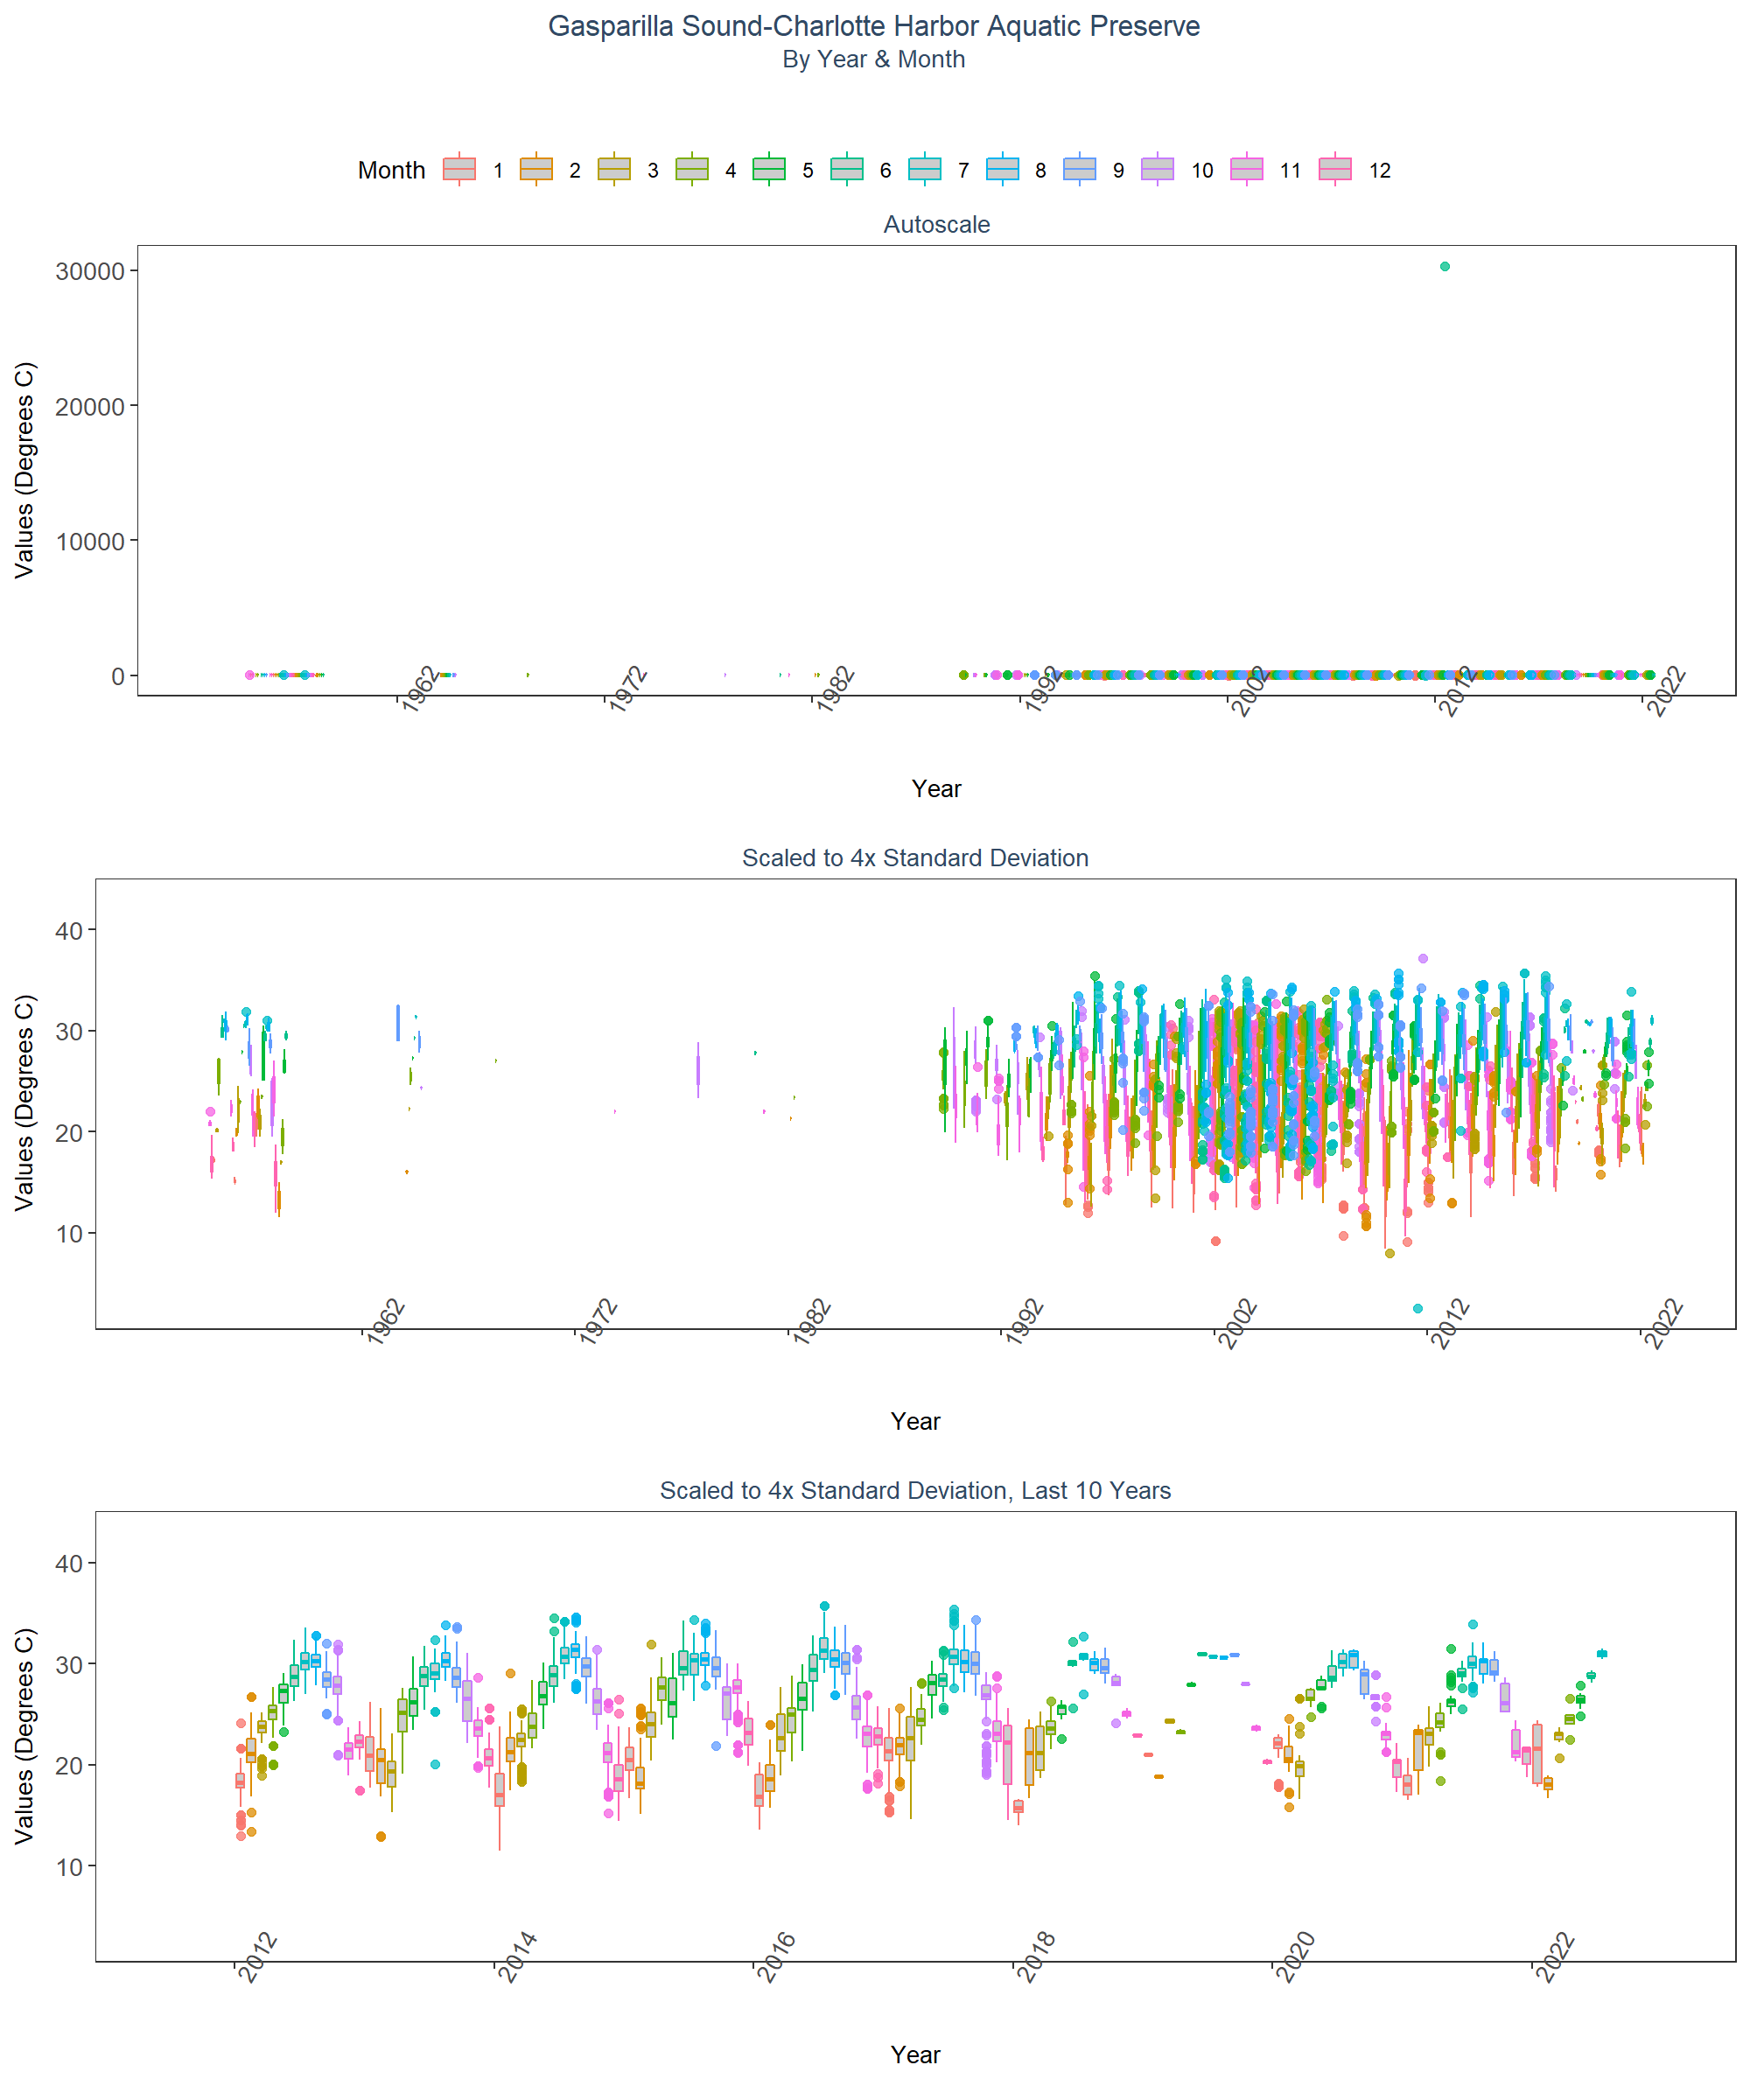 Gasparilla Sound-Charlotte Harbor Aquatic Preserve
By Year & Month
Month 1 2 3 4 5 6 7 8 9 10 11 12
Autoscale
30000
20000
10000
0
Values (Degrees C)
1962 1972 1982 1992 2002 2012 2022
Year
Scaled to 4x Standard Deviation
40
30
20
10
Values (Degrees C)
1962 1972 1982 1992 2002 2012 2022
Year
Scaled to 4x Standard Deviation, Last 10 Years
40
30
20
10
Values (Degrees C)
2012 2014 2016 2018 2020 2022
Year